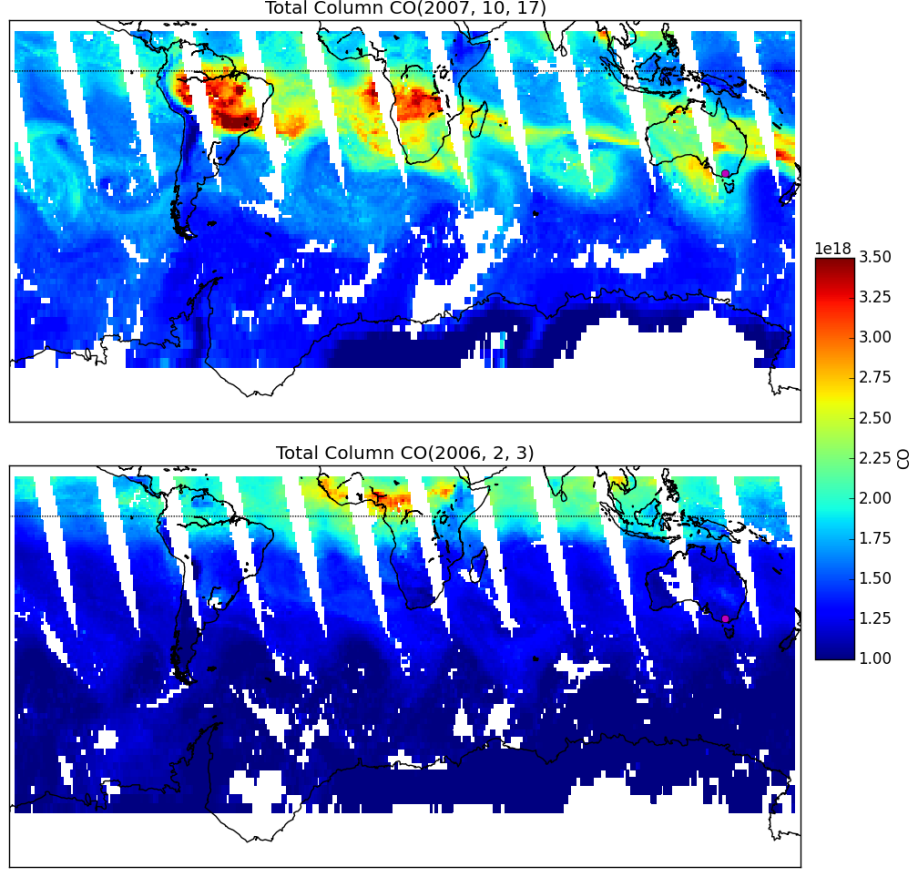 Total Column CO(2007, 10, 17)
1e18
3.50
3.25
3.00
2.75
2.50
2.25
2.00
1.75
1.50
1.25
1.00
CO
Total Column CO(2006, 2, 3)